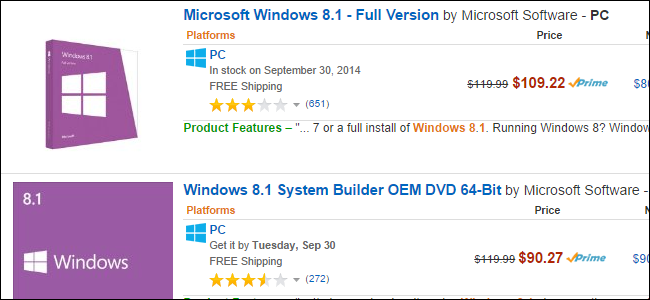 Microsoft Windows 8.1 - Full Version by Microsoft Software - PC
Platforms Price
Windows 8.1
PC
In stock on September 30, 2014
$119.99 $109.22 Prime
FREE Shipping
(651)
Microsoft
Product Features – "... 7 or a full install of Windows 8.1. Running Windows 8? Window
8.1
Windows 8.1 System Builder OEM DVD 64-Bit by Microsoft Software -
Platforms Price
PC
Get it by Tuesday, Sep 30
Windows
$119.99 $90.27 Prime $90
FREE Shipping
(272)